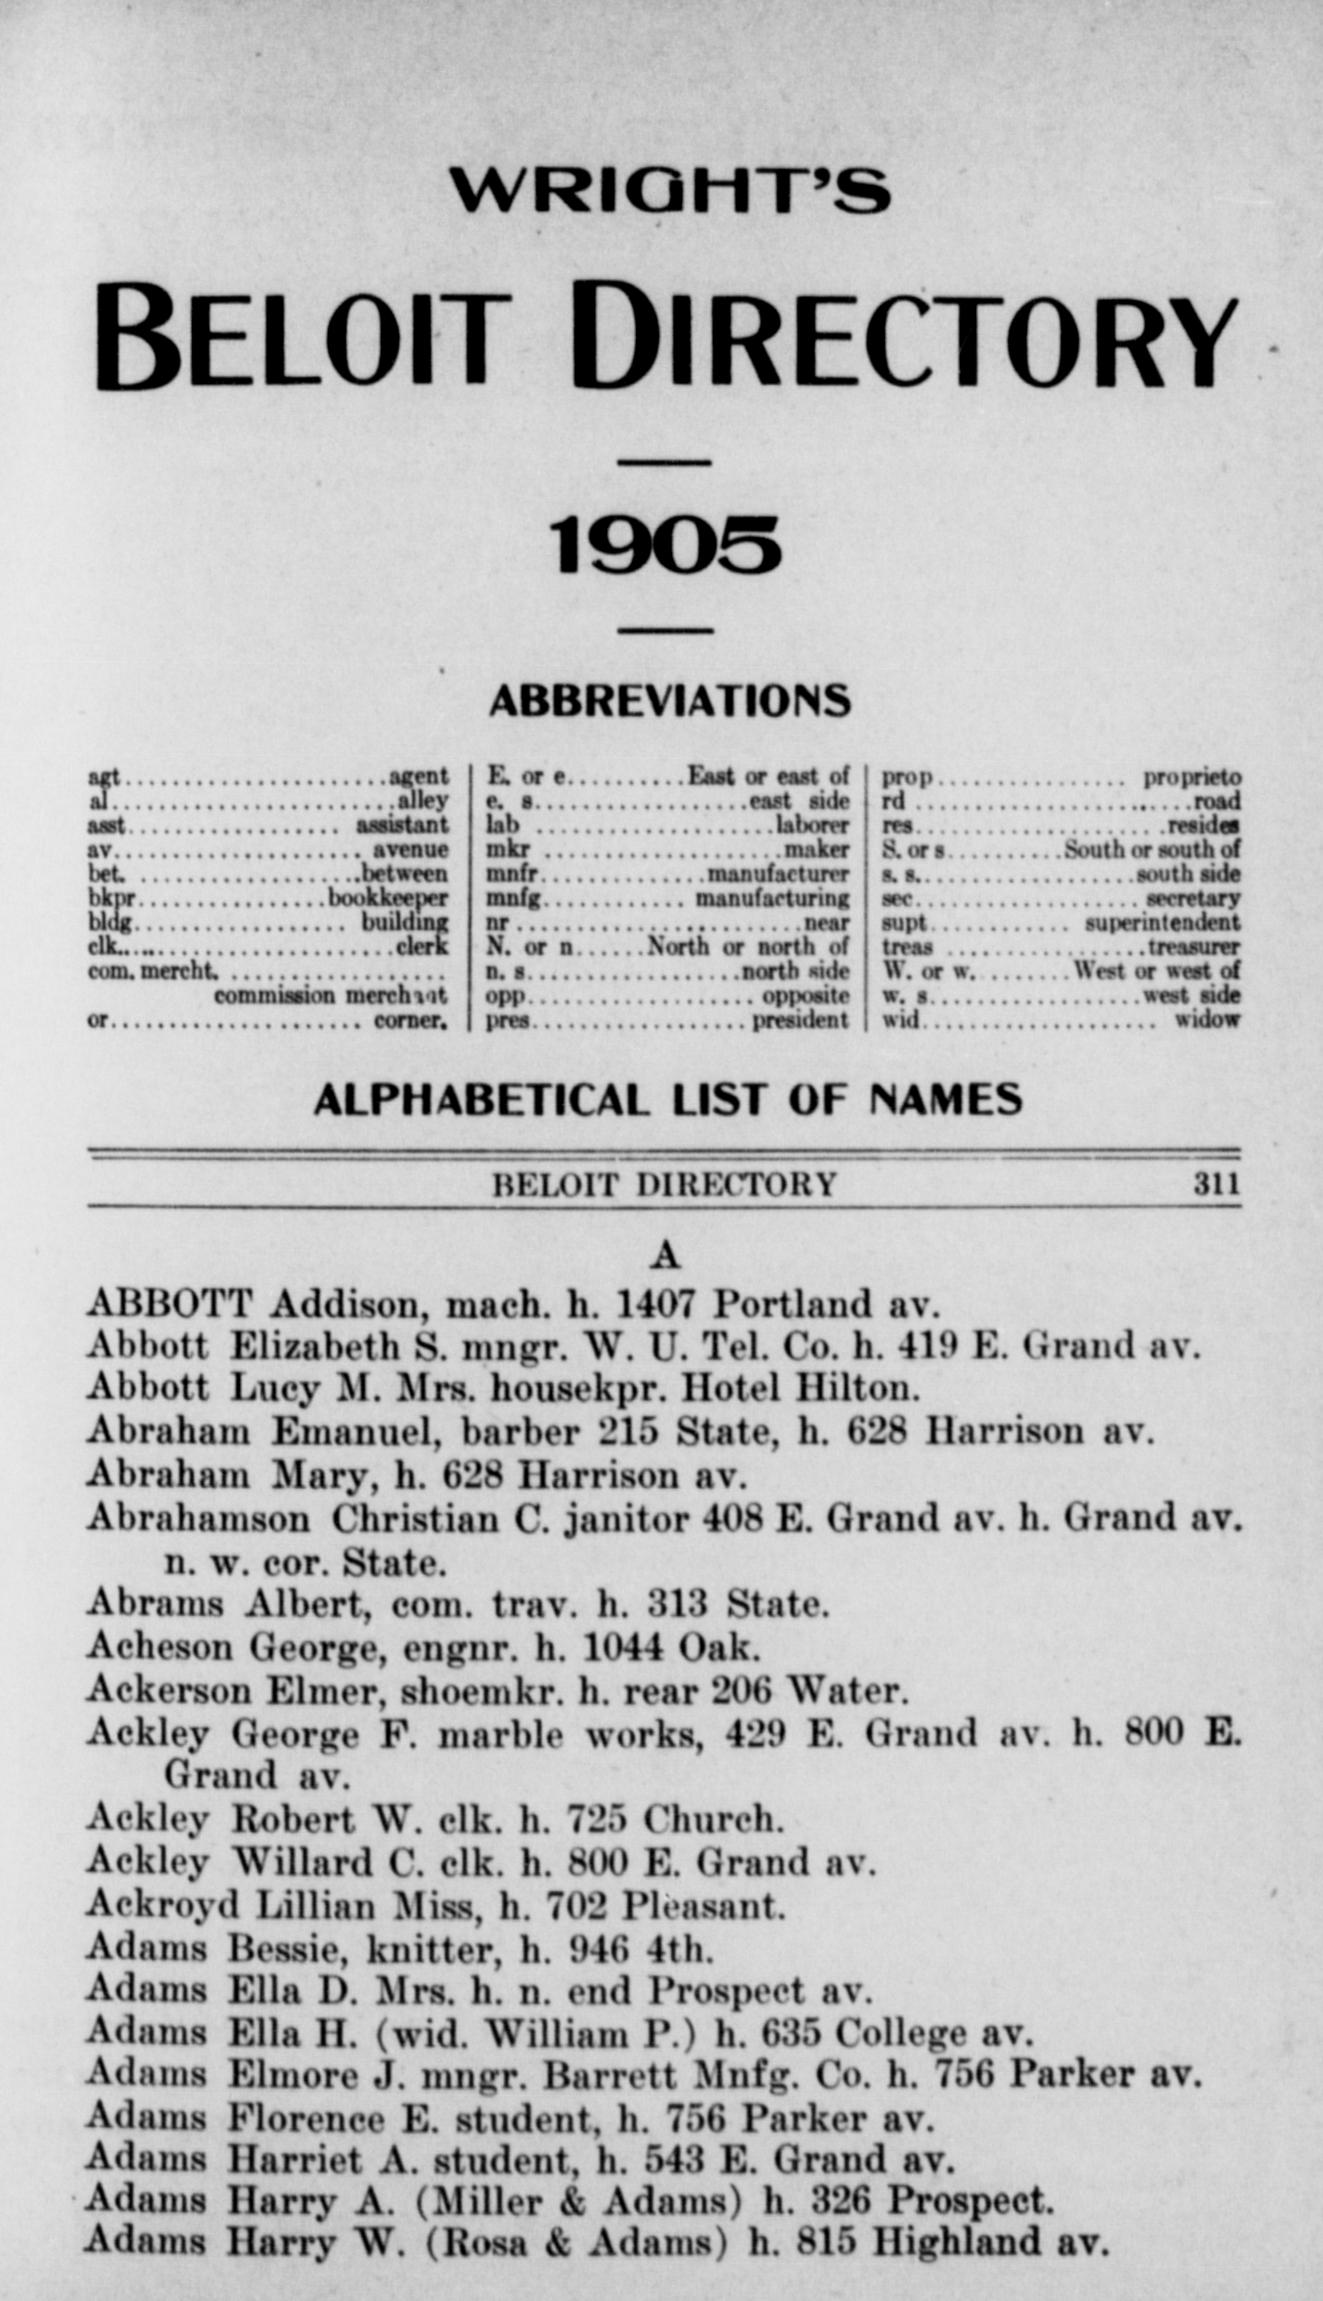 WRIGHT'S
BELOIT DIRECTORY
1905
ABBREVIATIONS
agt......................agent
al........................alley
asst.................. assistant
av..................... avenue
bet. ...................between
bkpr................bookkeeper
bldg.................. building
clk.......................clerk
com. mercht. ...................
commission merchant
or..................... corner.
E. or e..........East or east of
e. s..................east side
lab ....................laborer
mkr ....................maker
mnfr..............manufacturer
mnfg............ manufacturing
nr........................near
N. or n......North or north of
n. s..................north side
opp................... opposite
pres.................. president
prop................ proprieto
rd ........................road
res.....................resides
S. or s..........South or south of
s. s...................south side
sec................... secretary
supt............ superintendent
treas .................treasurer
W. or w. .......West or west of
w. s..................west side
wid.................... widow
ALPHABETICAL LIST OF NAMES
BELOIT DIRECTORY 311
A
ABBOTT Addison, mach. h. 1407 Portland av.
Abbott Elizabeth S. mngr. W. U. Tel. Co. h. 419 E. Grand av.
Abbott Lucy M. Mrs. housekpr. Hotel Hilton.
Abraham Emanuel, barber 215 State, h. 628 Harrison av.
Abraham Mary, h. 628 Harrison av.
Abrahamson Christian C. janitor 408 E. Grand av. h. Grand av.
n. w. cor. State.
Abrams Albert, com. trav. h. 313 State.
Acheson George, engnr. h. 1044 Oak.
Ackerson Elmer, shoemkr. h. rear 206 Water.
Ackley George F. marble works, 429 E. Grand av. h. 800 E.
Grand av.
Ackley Robert W. clk. h. 725 Church.
Ackley Willard C. clk. h. 800 E. Grand av.
Ackroyd Lillian Miss, h. 702 Pleasant.
Adams Bessie, knitter, h. 946 4th.
Adams Ella D. Mrs. h. n. end Prospect av.
Adams Ella H. (wid. William P.) h. 635 College av.
Adams Elmore J. mngr. Barrett Mnfg. Co. h. 756 Parker av.
Adams Florence E. student, h. 756 Parker av.
Adams Harriet A. student, h. 543 E. Grand av.
Adams Harry A. (Miller & Adams) h. 326 Prospect.
Adams Harry W. (Rosa & Adams) h. 815 Highland av.